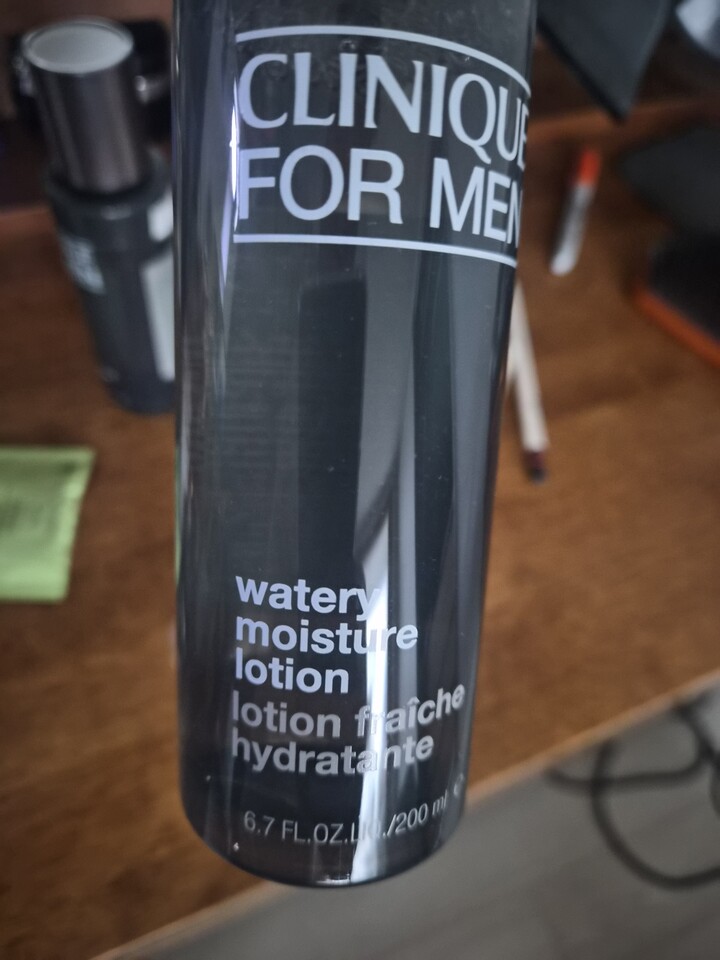 CLINIQUE
FOR MEN
watery
moisture
lotion
lotion fraîche
hydratante
6.7 FL.OZ.LIQ./200 ml ℮